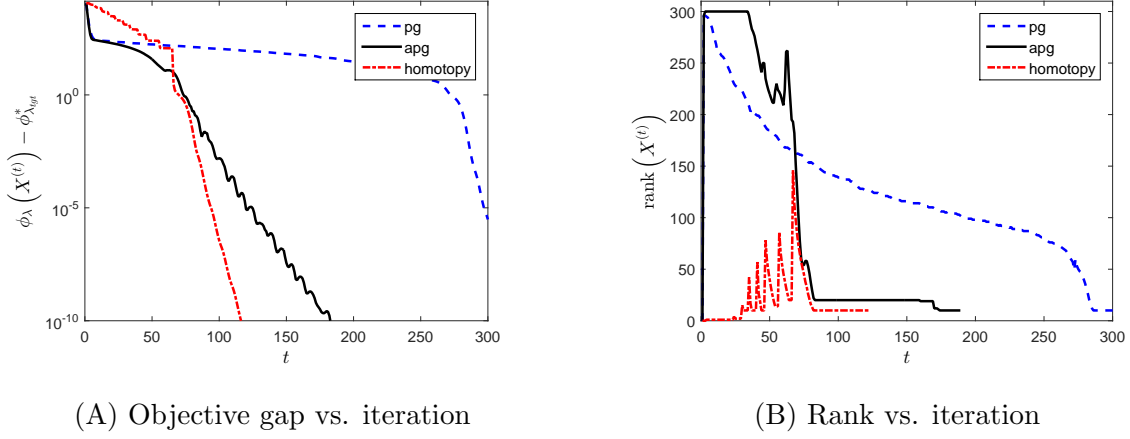 pg
apg
homotopy
10^0
10^-5
10^-10
0 50 100 150 200 250 300
t
ϕ_λ (X^(t)) − ϕ*_λ_tgt
(A) Objective gap vs. iteration
pg
apg
homotopy
300
250
200
150
100
50
0
0 50 100 150 200 250 300
t
rank (X^(t))
(B) Rank vs. iteration